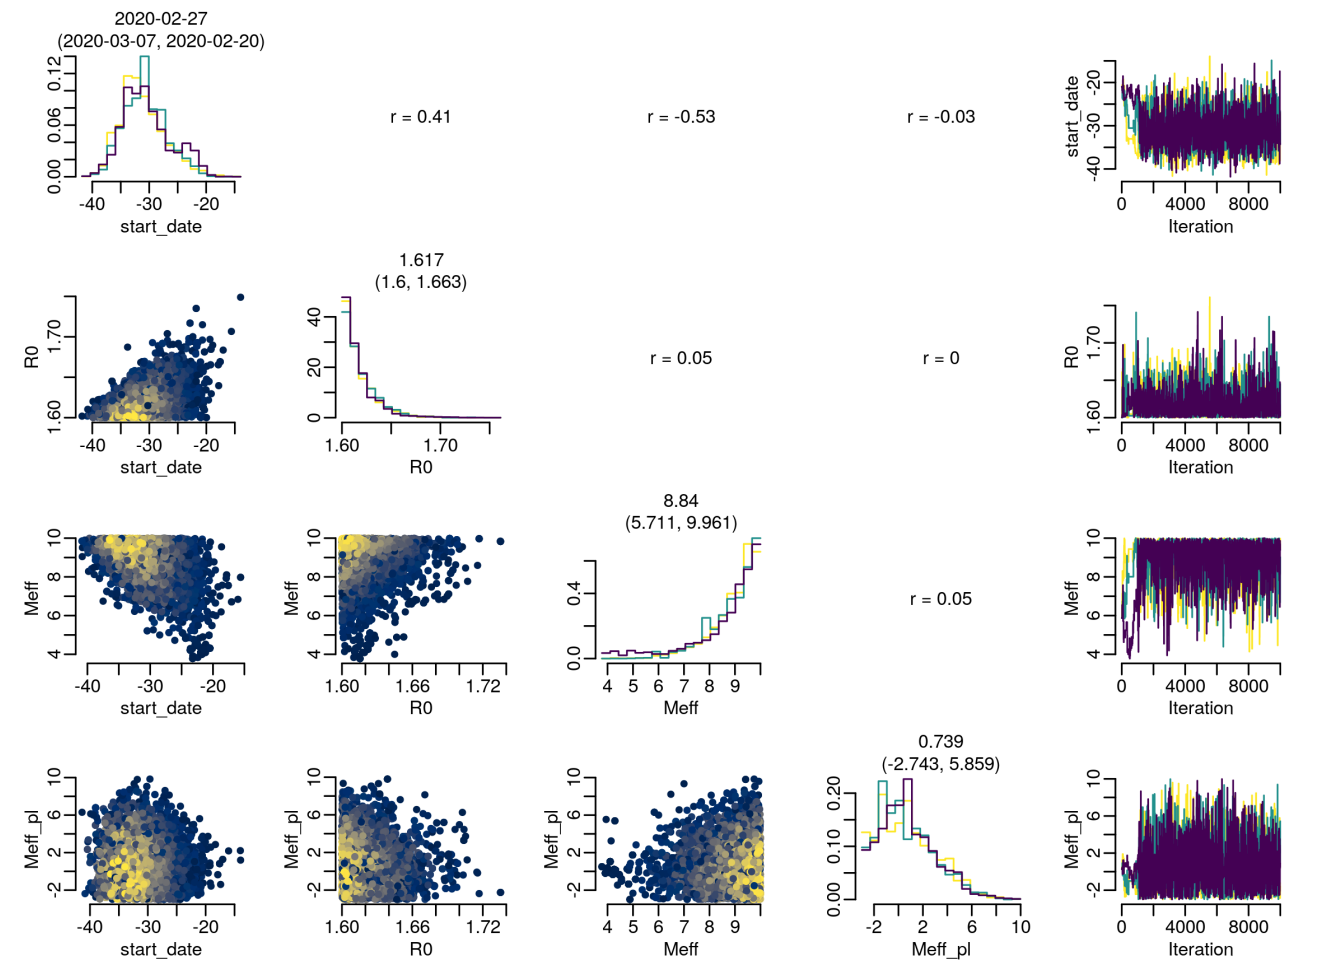 2020-02-27
(2020-03-07, 2020-02-20)
0.00 0.06 0.12
-40 -30 -20
start_date
r = 0.41
r = -0.53
r = -0.03
start_date
-40 -30 -20
0 4000 8000
Iteration
R0
1.60 1.70
-40 -30 -20
start_date
1.617
(1.6, 1.663)
0 20 40
1.60 1.70
R0
r = 0.05
r = 0
R0
1.60 1.70
0 4000 8000
Iteration
Meff
4 6 8 10
-40 -30 -20
start_date
Meff
4 6 8 10
1.60 1.66 1.72
R0
8.84
(5.711, 9.961)
0.0 0.4
4 5 6 7 8 9
Meff
r = 0.05
Meff
4 6 8 10
0 4000 8000
Iteration
Meff_pl
-2 2 6 10
-40 -30 -20
start_date
Meff_pl
-2 2 6 10
1.60 1.66 1.72
R0
Meff_pl
-2 2 6 10
4 5 6 7 8 9
Meff
0.739
(-2.743, 5.859)
0.00 0.10 0.20
-2 2 6 10
Meff_pl
Meff_pl
-2 2 6 10
0 4000 8000
Iteration